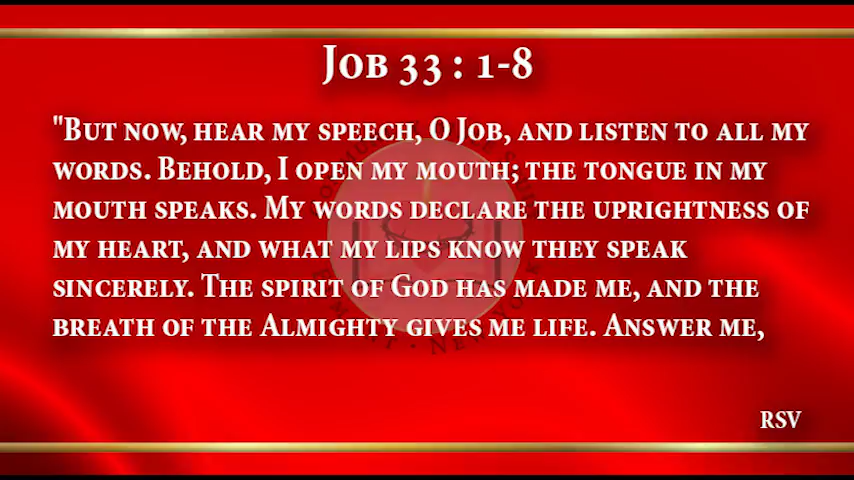 Job 33 : 1-8
"But now, hear my speech, O Job, and listen to all my
words. Behold, I open my mouth; the tongue in my
mouth speaks. My words declare the uprightness of
my heart, and what my lips know they speak
sincerely. The spirit of God has made me, and the
breath of the Almighty gives me life. Answer me,
RSV